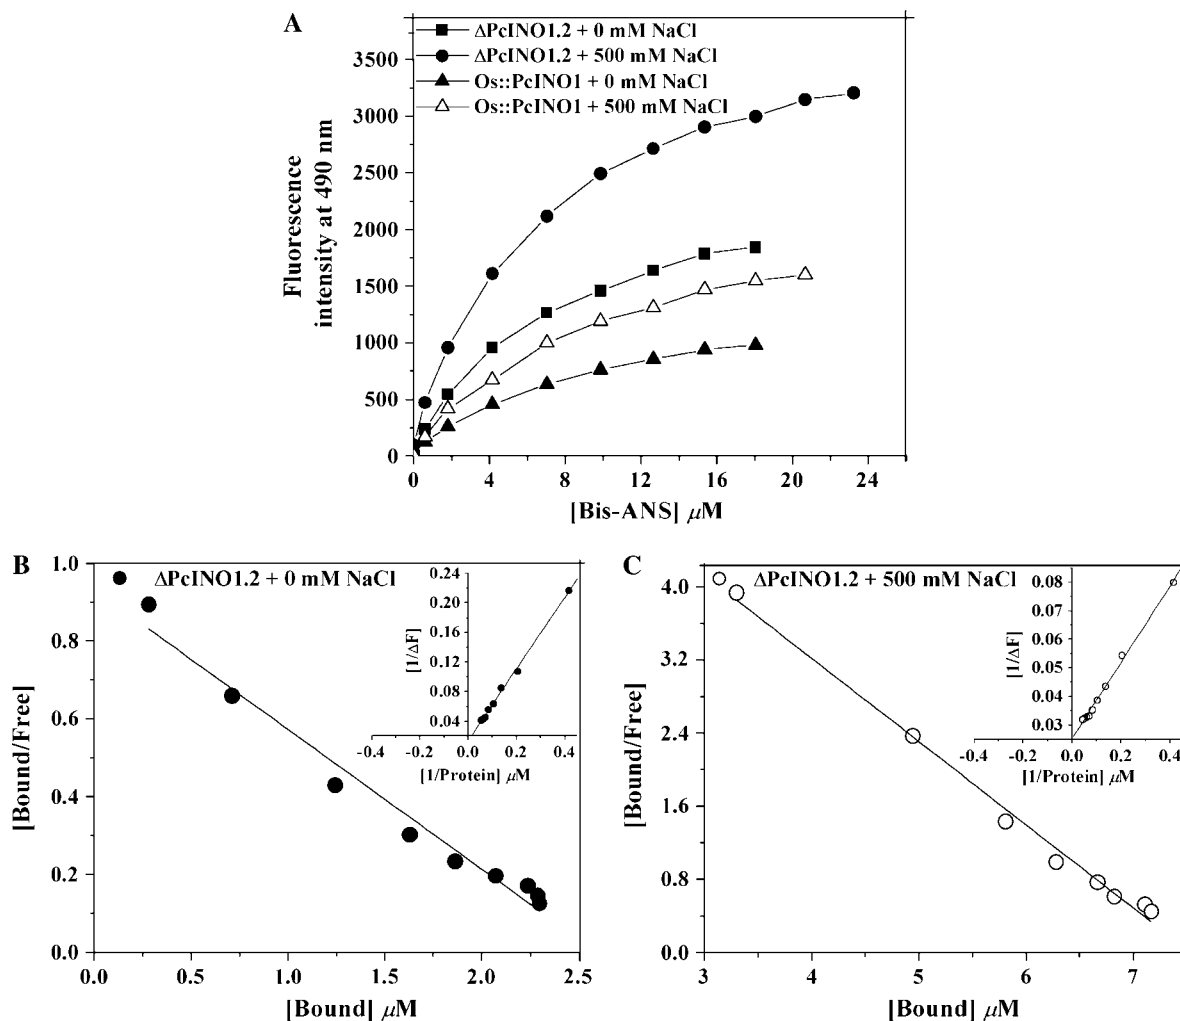 A
ΔPcINO1.2 + 0 mM NaCl
ΔPcINO1.2 + 500 mM NaCl
Os::PcINO1 + 0 mM NaCl
Os::PcINO1 + 500 mM NaCl
3500
3000
2500
2000
1500
1000
500
0
Fluorescence
intensity at 490 nm
0 4 8 12 16 20 24
[Bis-ANS] μM
B
ΔPcINO1.2 + 0 mM NaCl
1.0
0.8
0.6
0.4
0.2
0.0
[Bound/Free]
0.0 0.5 1.0 1.5 2.0 2.5
[Bound] μM
0.24
0.20
0.16
0.12
0.08
0.04
[1/ΔF]
-0.4 -0.2 0.0 0.2 0.4
[1/Protein] μM
C
ΔPcINO1.2 + 500 mM NaCl
4.0
3.2
2.4
1.6
0.8
0.0
[Bound/Free]
3 4 5 6 7
[Bound] μM
0.08
0.07
0.06
0.05
0.04
0.03
[1/ΔF]
-0.4 -0.2 0.0 0.2 0.4
[1/Protein] μM